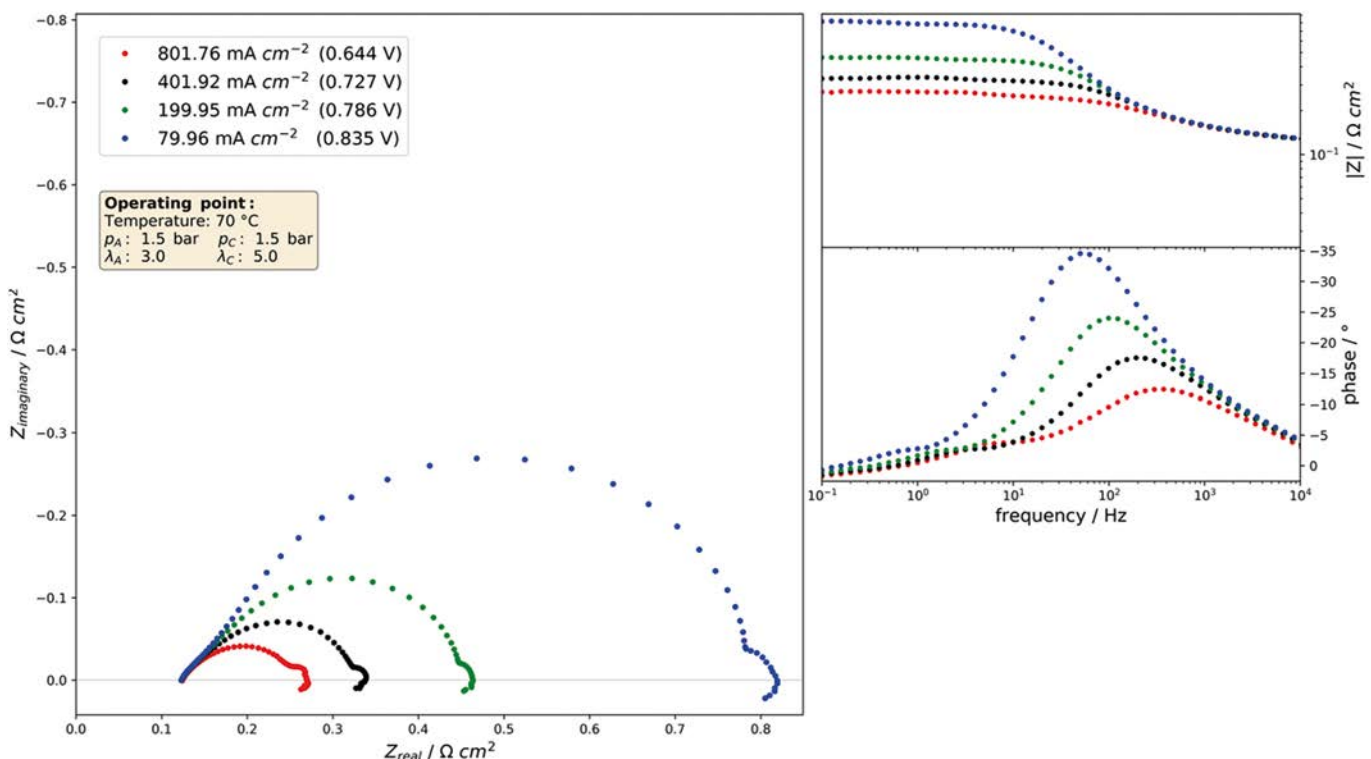 −0.8
−0.7
−0.6
−0.5
−0.4
−0.3
−0.2
−0.1
0.0
Z_imaginary / Ω cm²
801.76 mA cm⁻² (0.644 V)
401.92 mA cm⁻² (0.727 V)
199.95 mA cm⁻² (0.786 V)
79.96 mA cm⁻² (0.835 V)
Operating point:
Temperature: 70 °C
p_A: 1.5 bar p_C: 1.5 bar
λ_A: 3.0 λ_C: 5.0
0.0 0.1 0.2 0.3 0.4 0.5 0.6 0.7 0.8
Z_real / Ω cm²
10⁻¹
|Z| / Ω cm²
−35
−30
−25
−20
−15
−10
−5
0
phase / °
10⁻¹ 10⁰ 10¹ 10² 10³ 10⁴
frequency / Hz